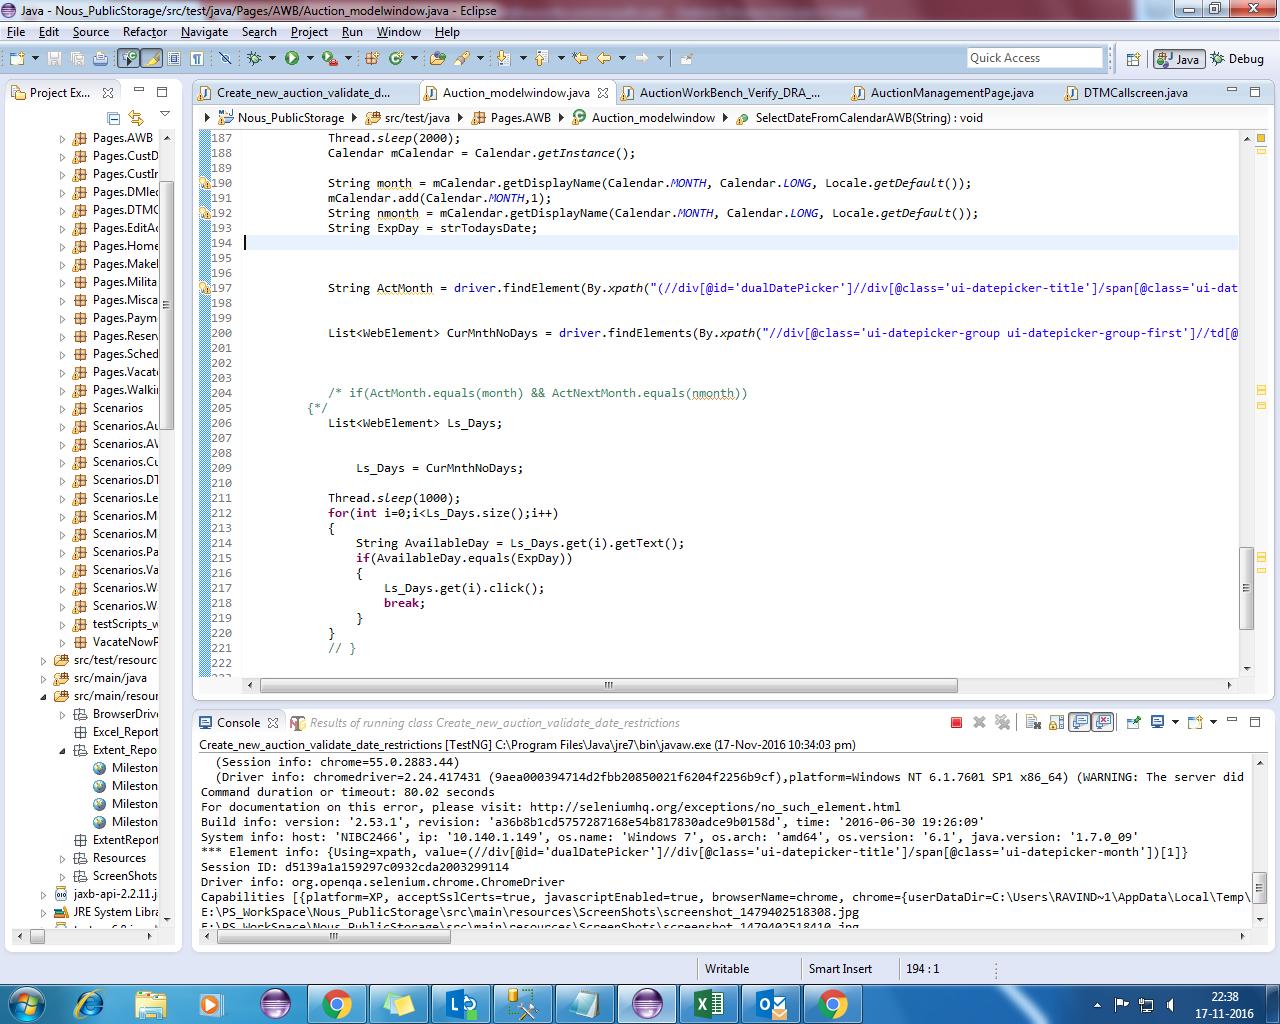 Java - Nous_PublicStorage/src/test/java/Pages/AWB/Auction_modelwindow.java - Eclipse
File Edit Source Refactor Navigate Search Project Run Window Help
Quick Access Java Debug
Project Ex...
Create_new_auction_validate_d... Auction_modelwindow.java AuctionWorkBench_Verify_DRA_... AuctionManagementPage.java DTMCallscreen.java
Nous_PublicStorage src/test/java Pages.AWB Auction_modelwindow SelectDateFromCalendarAWB(String) : void
Pages.AWB
Pages.CustD
Pages.CustIr
Pages.DMIec
Pages.DTMC
Pages.EditAc
Pages.Home
Pages.Makel
Pages.Milita
Pages.Misca
Pages.Paym
Pages.Reser
Pages.Sched
Pages.Vacat
Pages.Walki
Scenarios
Scenarios.Au
Scenarios.A
Scenarios.Cu
Scenarios.DT
Scenarios.Le
Scenarios.M
Scenarios.M
Scenarios.Pa
Scenarios.Va
Scenarios.W
Scenarios.W
testScripts_w
VacateNowP
src/test/resourc
src/main/java
src/main/resour
BrowserDrive
Excel_Report
Extent_Repo
Mileston
Mileston
Mileston
Mileston
ExtentReport
Resources
ScreenShots
jaxb-api-2.2.11.j
JRE System Libra
187 Thread.sleep(2000);
188 Calendar mCalendar = Calendar.getInstance();
189
190 String month = mCalendar.getDisplayName(Calendar.MONTH, Calendar.LONG, Locale.getDefault());
191 mCalendar.add(Calendar.MONTH,1);
192 String nmonth = mCalendar.getDisplayName(Calendar.MONTH, Calendar.LONG, Locale.getDefault());
193 String ExpDay = strTodaysDate;
194
195
196
197 String ActMonth = driver.findElement(By.xpath("(//div[@id='dualDatePicker']//div[@class='ui-datepicker-title']/span[@class='ui-dat
198
199
200 List<WebElement> CurMnthNoDays = driver.findElements(By.xpath("//div[@class='ui-datepicker-group ui-datepicker-group-first']//td[@
201
202
203
204 /* if(ActMonth.equals(month) && ActNextMonth.equals(nmonth))
205 {*/
206 List<WebElement> Ls_Days;
207
208
209 Ls_Days = CurMnthNoDays;
210
211 Thread.sleep(1000);
212 for(int i=0;i<Ls_Days.size();i++)
213 {
214 String AvailableDay = Ls_Days.get(i).getText();
215 if(AvailableDay.equals(ExpDay))
216 {
217 Ls_Days.get(i).click();
218 break;
219 }
220 }
221 // }
222
Console Results of running class Create_new_auction_validate_date_restrictions
Create_new_auction_validate_date_restrictions [TestNG] C:\Program Files\Java\jre7\bin\javaw.exe (17-Nov-2016 10:34:03 pm)
(Session info: chrome=55.0.2883.44)
(Driver info: chromedriver=2.24.417431 (9aea000394714d2fbb20850021f6204f2256b9cf),platform=Windows NT 6.1.7601 SP1 x86_64) (WARNING: The server did
Command duration or timeout: 80.02 seconds
For documentation on this error, please visit: http://seleniumhq.org/exceptions/no_such_element.html
Build info: version: '2.53.1', revision: 'a36b8b1cd5757287168e54b817830adce9b0158d', time: '2016-06-30 19:26:09'
System info: host: 'NIBC2466', ip: '10.140.1.149', os.name: 'Windows 7', os.arch: 'amd64', os.version: '6.1', java.version: '1.7.0_09'
*** Element info: {Using=xpath, value=(//div[@id='dualDatePicker']//div[@class='ui-datepicker-title']/span[@class='ui-datepicker-month'])[1]}
Session ID: d5139a1a159297c0932cda2003299114
Driver info: org.openqa.selenium.chrome.ChromeDriver
Capabilities [{platform=XP, acceptSslCerts=true, javascriptEnabled=true, browserName=chrome, chrome={userDataDir=C:\Users\RAVIND~1\AppData\Local\Temp\
E:\PS_WorkSpace\Nous_PublicStorage\src\main\resources\ScreenShots\screenshot_1479402518308.jpg
E:\PS_WorkSpace\Nous_PublicStorage\src\main\resources\ScreenShots\screenshot_1479402518410.jpg
Writable Smart Insert 194 : 1
22:38
17-11-2016